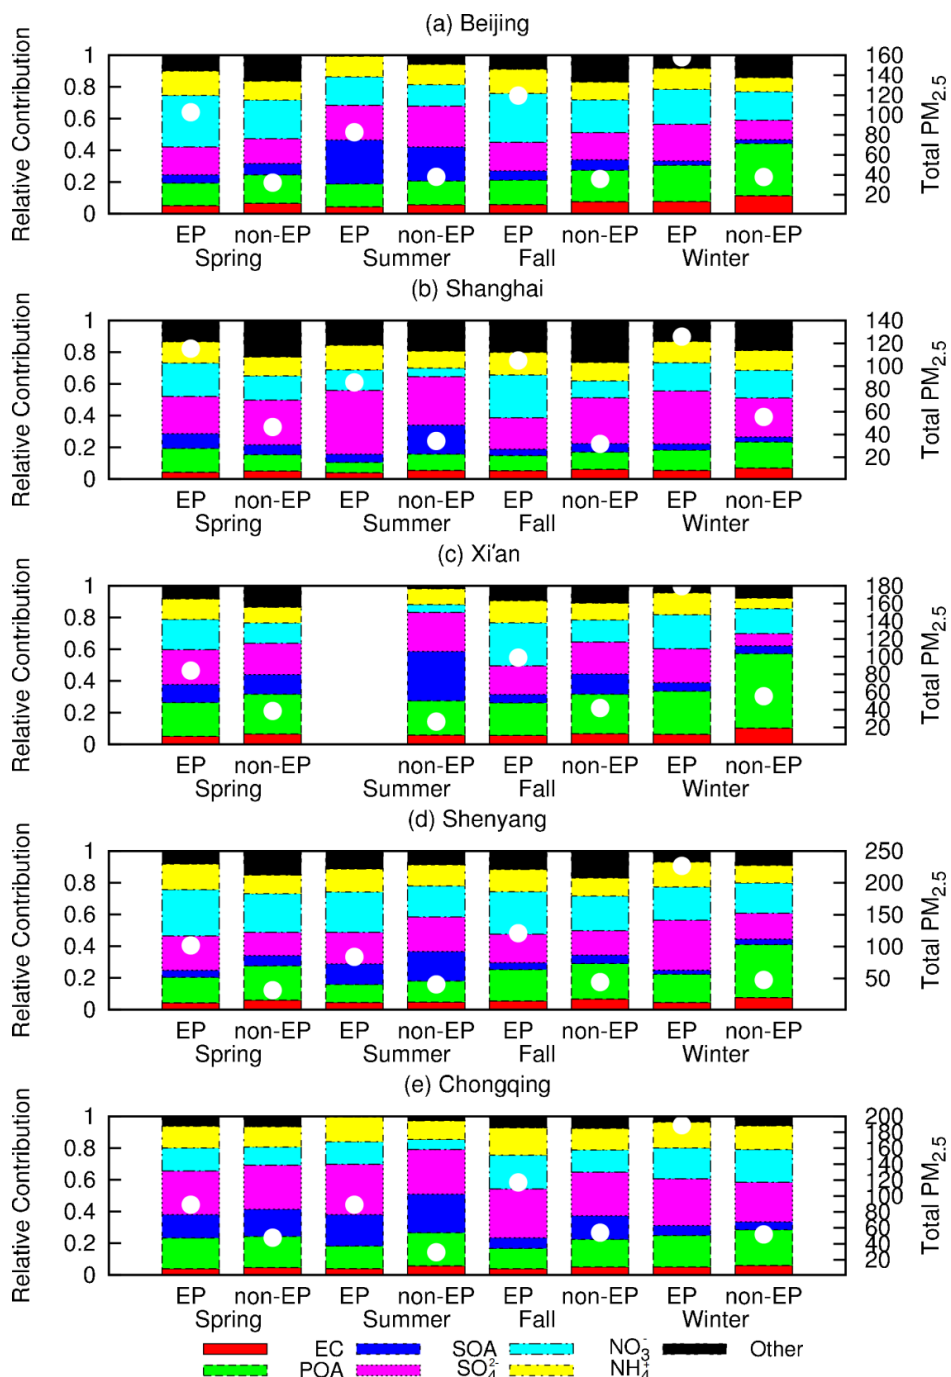 (a) Beijing
Relative Contribution
1
0.8
0.6
0.4
0.2
0
160
140
120
100
80
60
40
20
Total PM2.5
EP non-EP EP non-EP EP non-EP EP non-EP
Spring Summer Fall Winter
(b) Shanghai
Relative Contribution
1
0.8
0.6
0.4
0.2
0
140
120
100
80
60
40
20
Total PM2.5
EP non-EP EP non-EP EP non-EP EP non-EP
Spring Summer Fall Winter
(c) Xi'an
Relative Contribution
1
0.8
0.6
0.4
0.2
0
180
160
140
120
100
80
60
40
20
Total PM2.5
EP non-EP non-EP EP non-EP EP non-EP
Spring Summer Fall Winter
(d) Shenyang
Relative Contribution
1
0.8
0.6
0.4
0.2
0
250
200
150
100
50
Total PM2.5
EP non-EP EP non-EP EP non-EP EP non-EP
Spring Summer Fall Winter
(e) Chongqing
Relative Contribution
1
0.8
0.6
0.4
0.2
0
200
180
160
140
120
100
80
60
40
20
Total PM2.5
EP non-EP EP non-EP EP non-EP EP non-EP
Spring Summer Fall Winter
EC SOA NO3- Other
POA SO42- NH4+